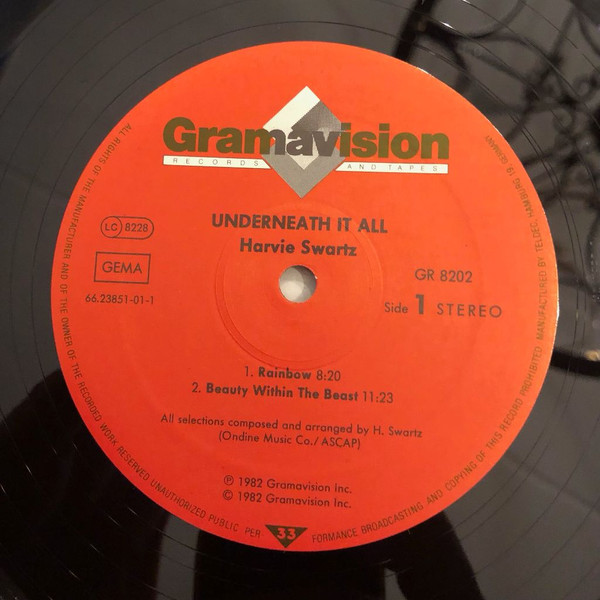 Gramavision
RECORDS AND TAPES
UNDERNEATH IT ALL
Harvie Swartz
LC 8228
GEMA
66.23851-01-1
GR 8202
Side 1 STEREO
1. Rainbow 8:20
2. Beauty Within The Beast 11:23
All selections composed and arranged by H. Swartz
(Ondine Music Co./ ASCAP)
℗ 1982 Gramavision Inc.
© 1982 Gramavision Inc.
33
ALL RIGHTS OF THE MANUFACTURER AND OF THE OWNER OF THE RECORDED WORK RESERVED UNAUTHORIZED PUBLIC PER- FORMANCE BROADCASTING AND COPYING OF THIS RECORD PROHIBITED MANUFACTURED BY TELDEC, HAMBURG 19, GERMANY